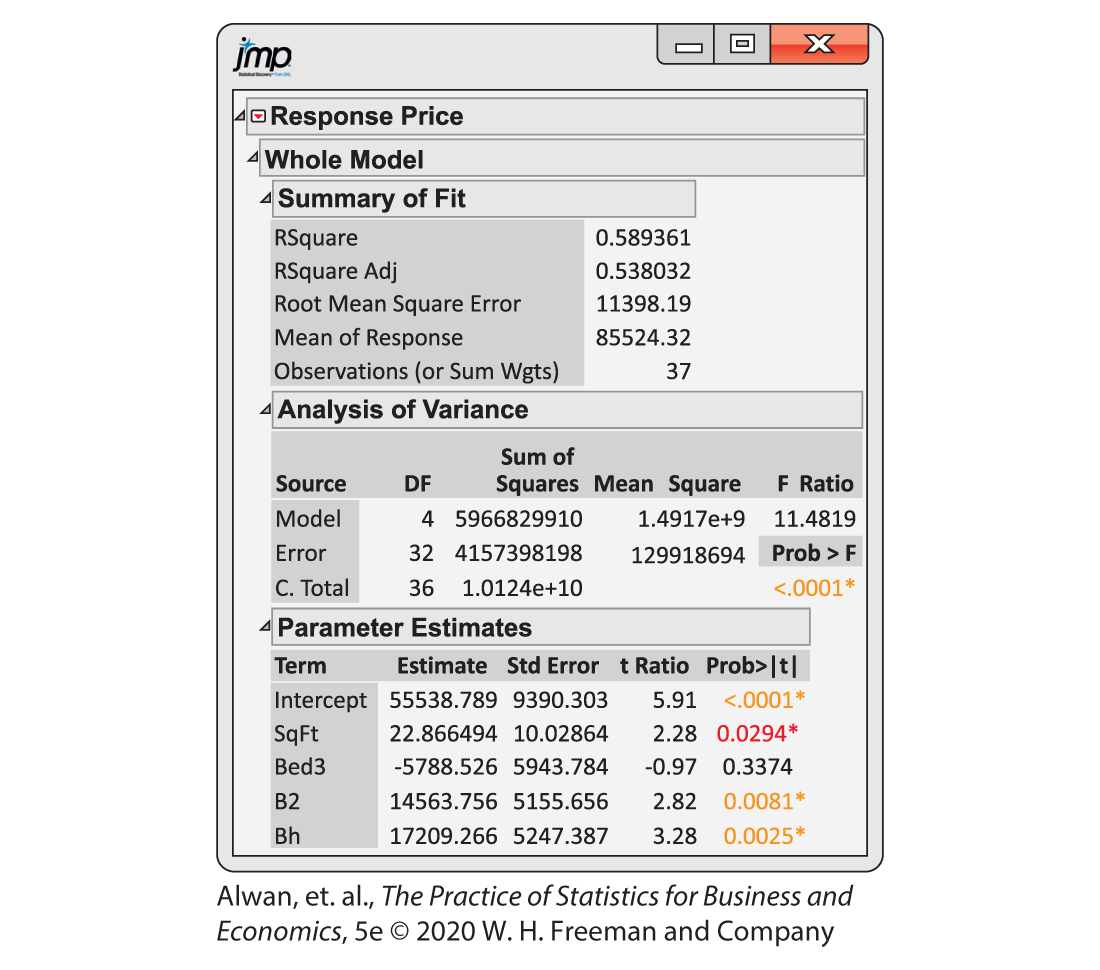 jmp
Statistical Discovery™ From SAS.
Response Price
Whole Model
Summary of Fit
RSquare 0.589361
RSquare Adj 0.538032
Root Mean Square Error 11398.19
Mean of Response 85524.32
Observations (or Sum Wgts) 37
Analysis of Variance
Sum of
Source DF Squares Mean Square F Ratio
Model 4 5966829910 1.4917e+9 11.4819
Error 32 4157398198 129918694 Prob > F
C. Total 36 1.0124e+10 <.0001*
Parameter Estimates
Term Estimate Std Error t Ratio Prob>|t|
Intercept 55538.789 9390.303 5.91 <.0001*
SqFt 22.866494 10.02864 2.28 0.0294*
Bed3 -5788.526 5943.784 -0.97 0.3374
B2 14563.756 5155.656 2.82 0.0081*
Bh 17209.266 5247.387 3.28 0.0025*
Alwan, et. al., The Practice of Statistics for Business and
Economics, 5e © 2020 W. H. Freeman and Company